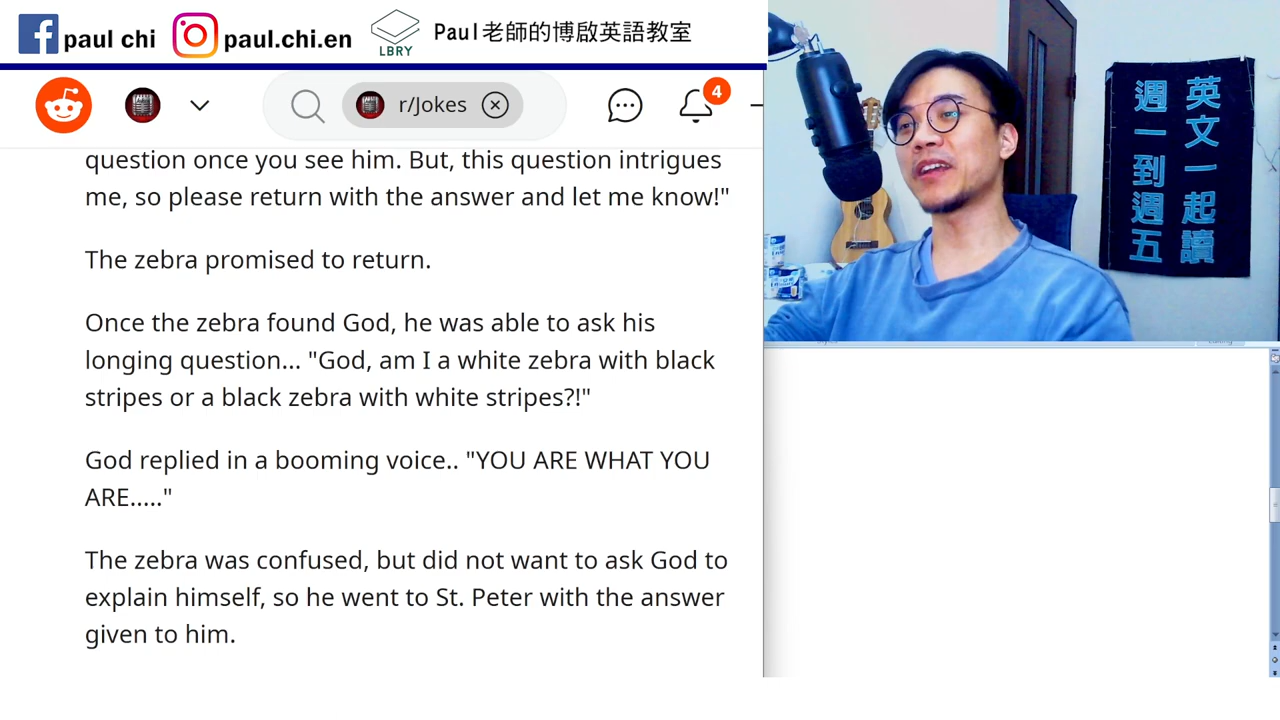 paul chi
paul.chi.en
LBRY
Paul老師的博啟英語教室
r/Jokes
4
question once you see him. But, this question intrigues
me, so please return with the answer and let me know!"
The zebra promised to return.
Once the zebra found God, he was able to ask his
longing question... "God, am I a white zebra with black
stripes or a black zebra with white stripes?!"
God replied in a booming voice.. "YOU ARE WHAT YOU
ARE....."
The zebra was confused, but did not want to ask God to
explain himself, so he went to St. Peter with the answer
given to him.
英文一起讀
週一到週五